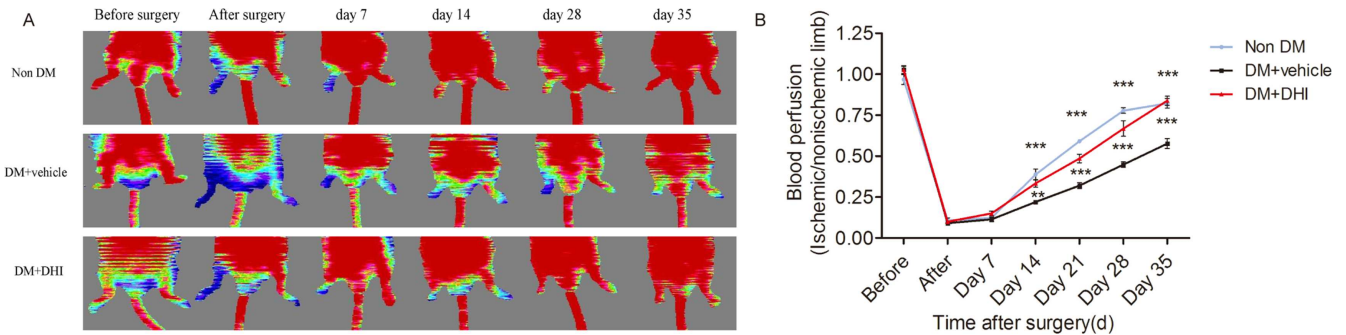 A
Before surgery After surgery day 7 day 14 day 28 day 35
Non DM
DM+vehicle
DM+DHI
B
Blood perfusion
(Ischemic/nonischemic limb)
1.25
1.00
0.75
0.50
0.25
0.00
*** *** *** ***
** *** *** ***
Before After Day 7 Day 14 Day 21 Day 28 Day 35
Time after surgery(d)
Non DM
DM+vehicle
DM+DHI